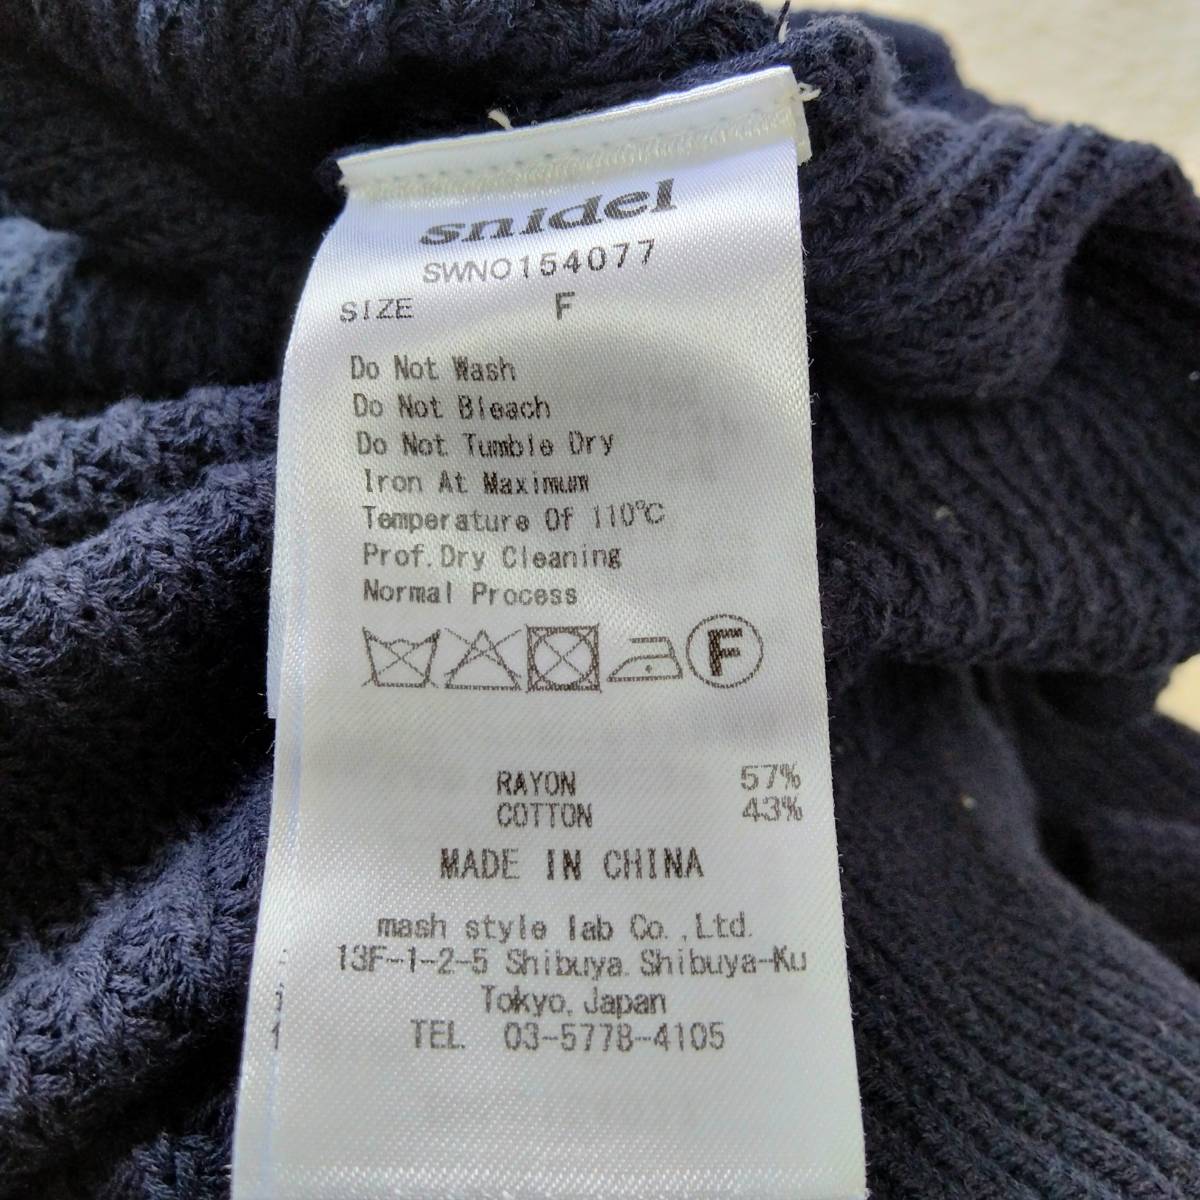 snidel
SWNO154077
SIZE F
Do Not Wash
Do Not Bleach
Do Not Tumble Dry
Iron At Maximum
Temperature Of 110℃
Prof.Dry Cleaning
Normal Process
F
RAYON 57%
COTTON 43%
MADE IN CHINA
mash style lab Co.,Ltd.
13F-1-2-5 Shibuya. Shibuya-Ku
Tokyo, Japan
TEL. 03-5778-4105